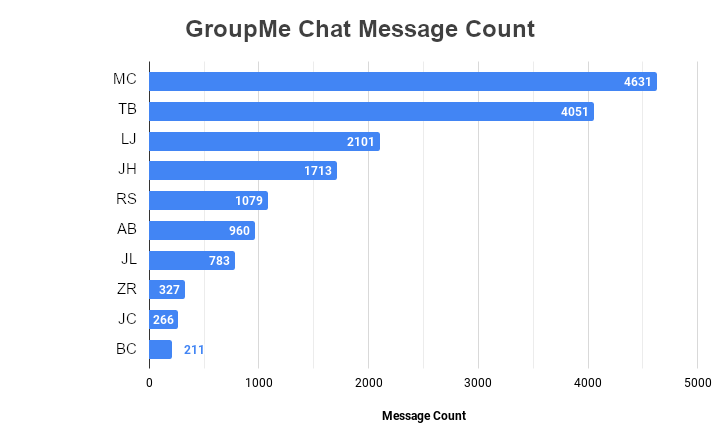 GroupMe Chat Message Count
MC 4631
TB 4051
LJ 2101
JH 1713
RS 1079
AB 960
JL 783
ZR 327
JC 266
BC 211
0 1000 2000 3000 4000 5000
Message Count